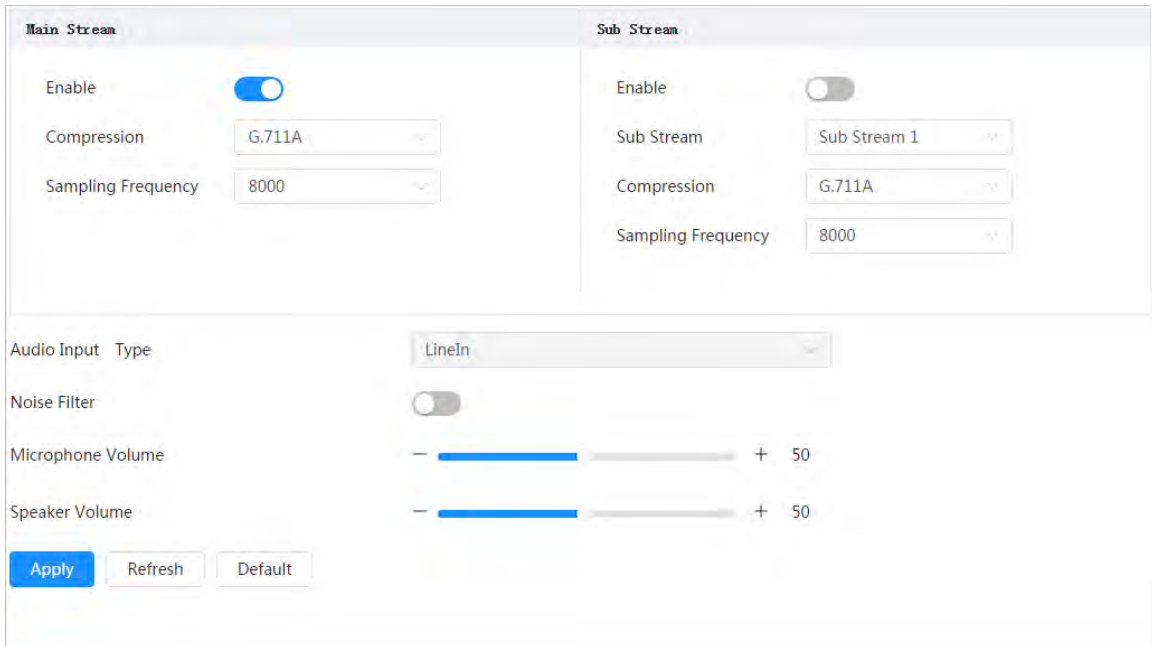 Main Stream
Enable
Compression G.711A
Sampling Frequency 8000
Sub Stream
Enable
Sub Stream Sub Stream 1
Compression G.711A
Sampling Frequency 8000
Audio Input Type LineIn
Noise Filter
Microphone Volume − + 50
Speaker Volume − + 50
Apply Refresh Default